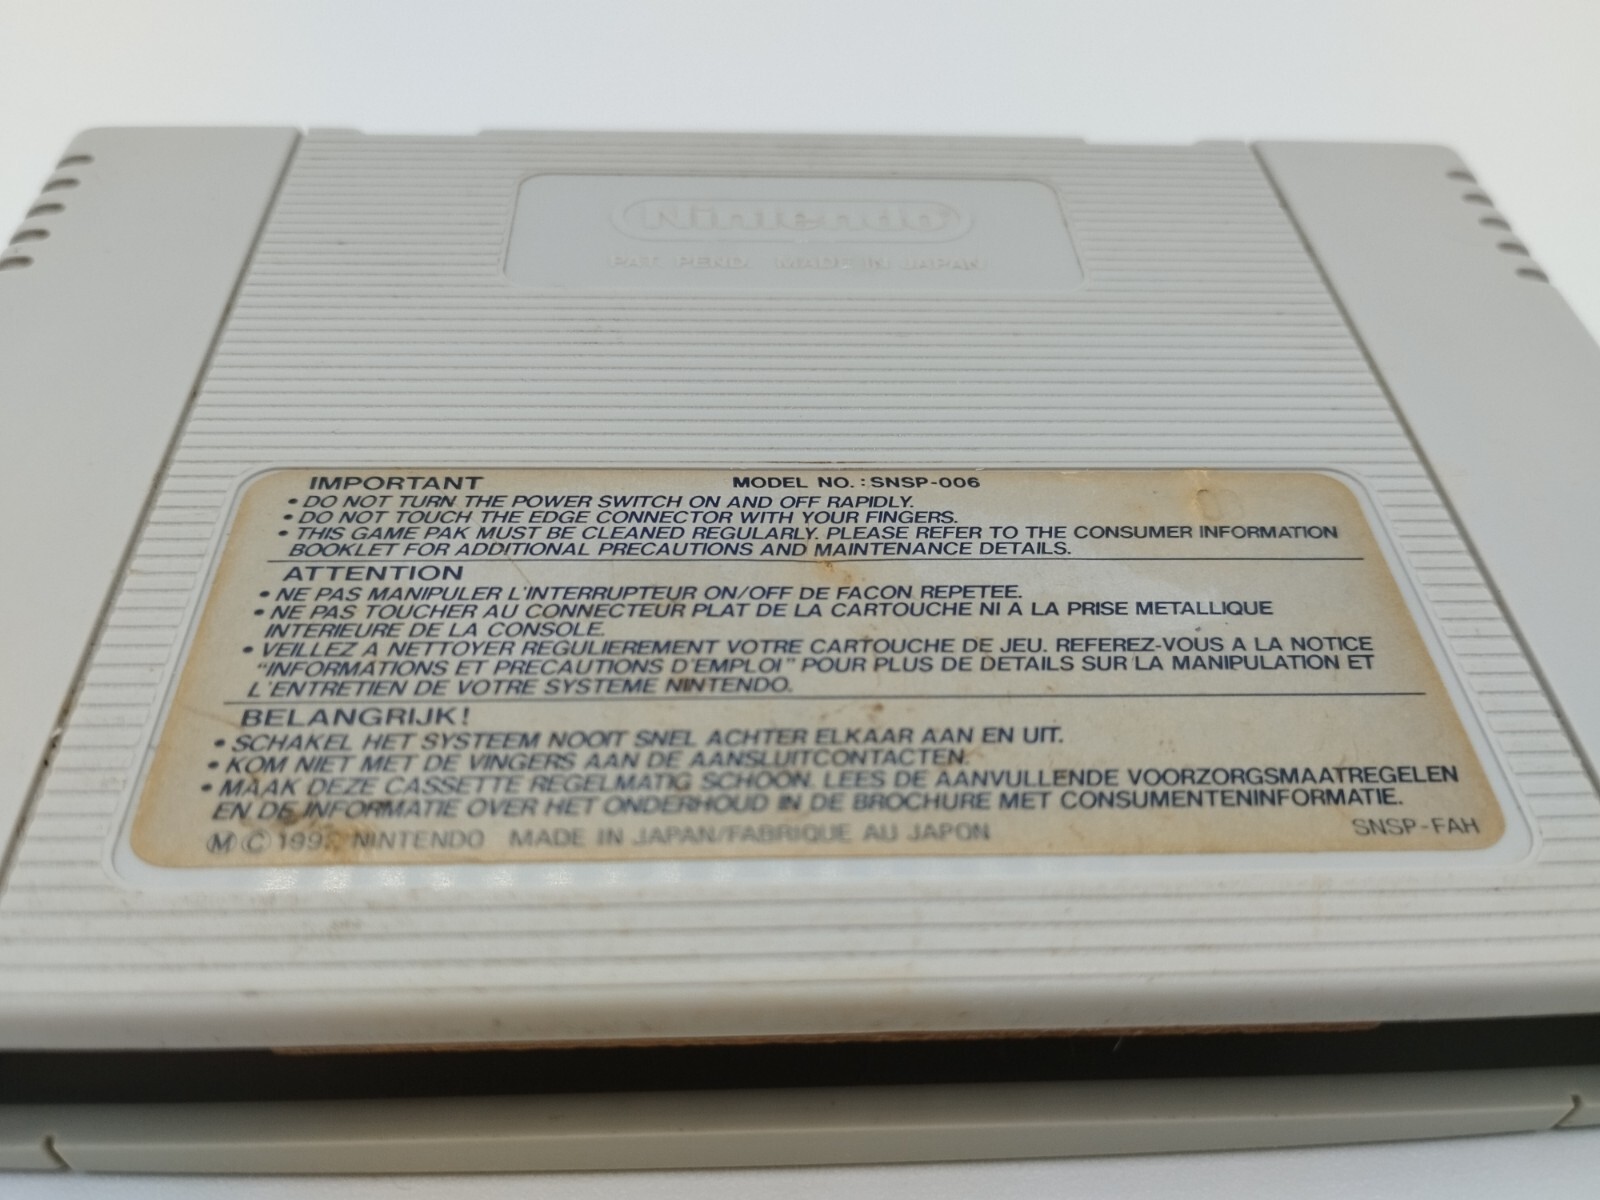 Nintendo®
PAT. PEND. MADE IN JAPAN
IMPORTANT MODEL NO.: SNSP-006
• DO NOT TURN THE POWER SWITCH ON AND OFF RAPIDLY.
• DO NOT TOUCH THE EDGE CONNECTOR WITH YOUR FINGERS.
• THIS GAME PAK MUST BE CLEANED REGULARLY. PLEASE REFER TO THE CONSUMER INFORMATION
BOOKLET FOR ADDITIONAL PRECAUTIONS AND MAINTENANCE DETAILS.
ATTENTION
• NE PAS MANIPULER L'INTERRUPTEUR ON/OFF DE FACON REPETEE.
• NE PAS TOUCHER AU CONNECTEUR PLAT DE LA CARTOUCHE NI A LA PRISE METALLIQUE
INTERIEURE DE LA CONSOLE.
• VEILLEZ A NETTOYER REGULIEREMENT VOTRE CARTOUCHE DE JEU. REFEREZ-VOUS A LA NOTICE
"INFORMATIONS ET PRECAUTIONS D'EMPLOI" POUR PLUS DE DETAILS SUR LA MANIPULATION ET
L'ENTRETIEN DE VOTRE SYSTEME NINTENDO.
BELANGRIJK!
• SCHAKEL HET SYSTEEM NOOIT SNEL ACHTER ELKAAR AAN EN UIT.
• KOM NIET MET DE VINGERS AAN DE AANSLUITCONTACTEN.
• MAAK DEZE CASSETTE REGELMATIG SCHOON. LEES DE AANVULLENDE VOORZORGSMAATREGELEN
EN DE INFORMATIE OVER HET ONDERHOUD IN DE BROCHURE MET CONSUMENTENINFORMATIE.
Ⓜ © NINTENDO MADE IN JAPAN/FABRIQUE AU JAPON SNSP-FAH